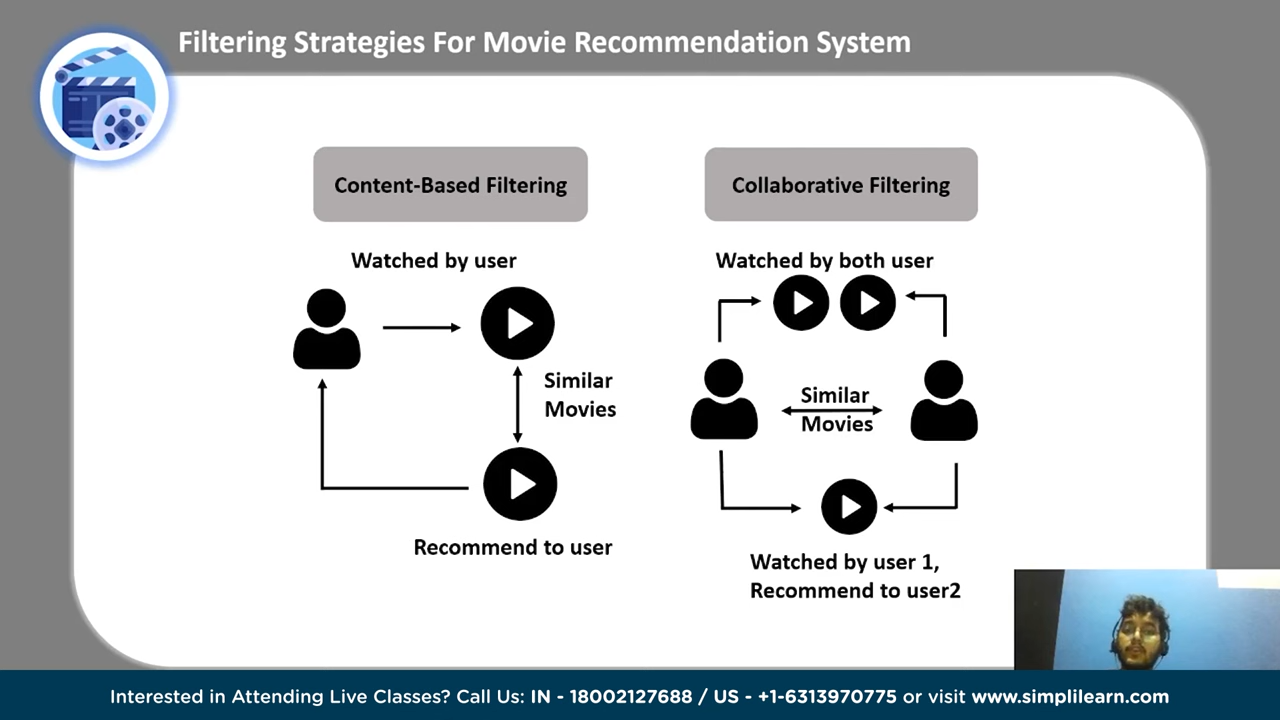 Filtering Strategies For Movie Recommendation System
Content-Based Filtering
Watched by user
Similar
Movies
Recommend to user
Collaborative Filtering
Watched by both user
Similar
Movies
Watched by user 1,
Recommend to user2
Interested in Attending Live Classes? Call Us: IN - 18002127688 / US - +1-6313970775 or visit www.simplilearn.com